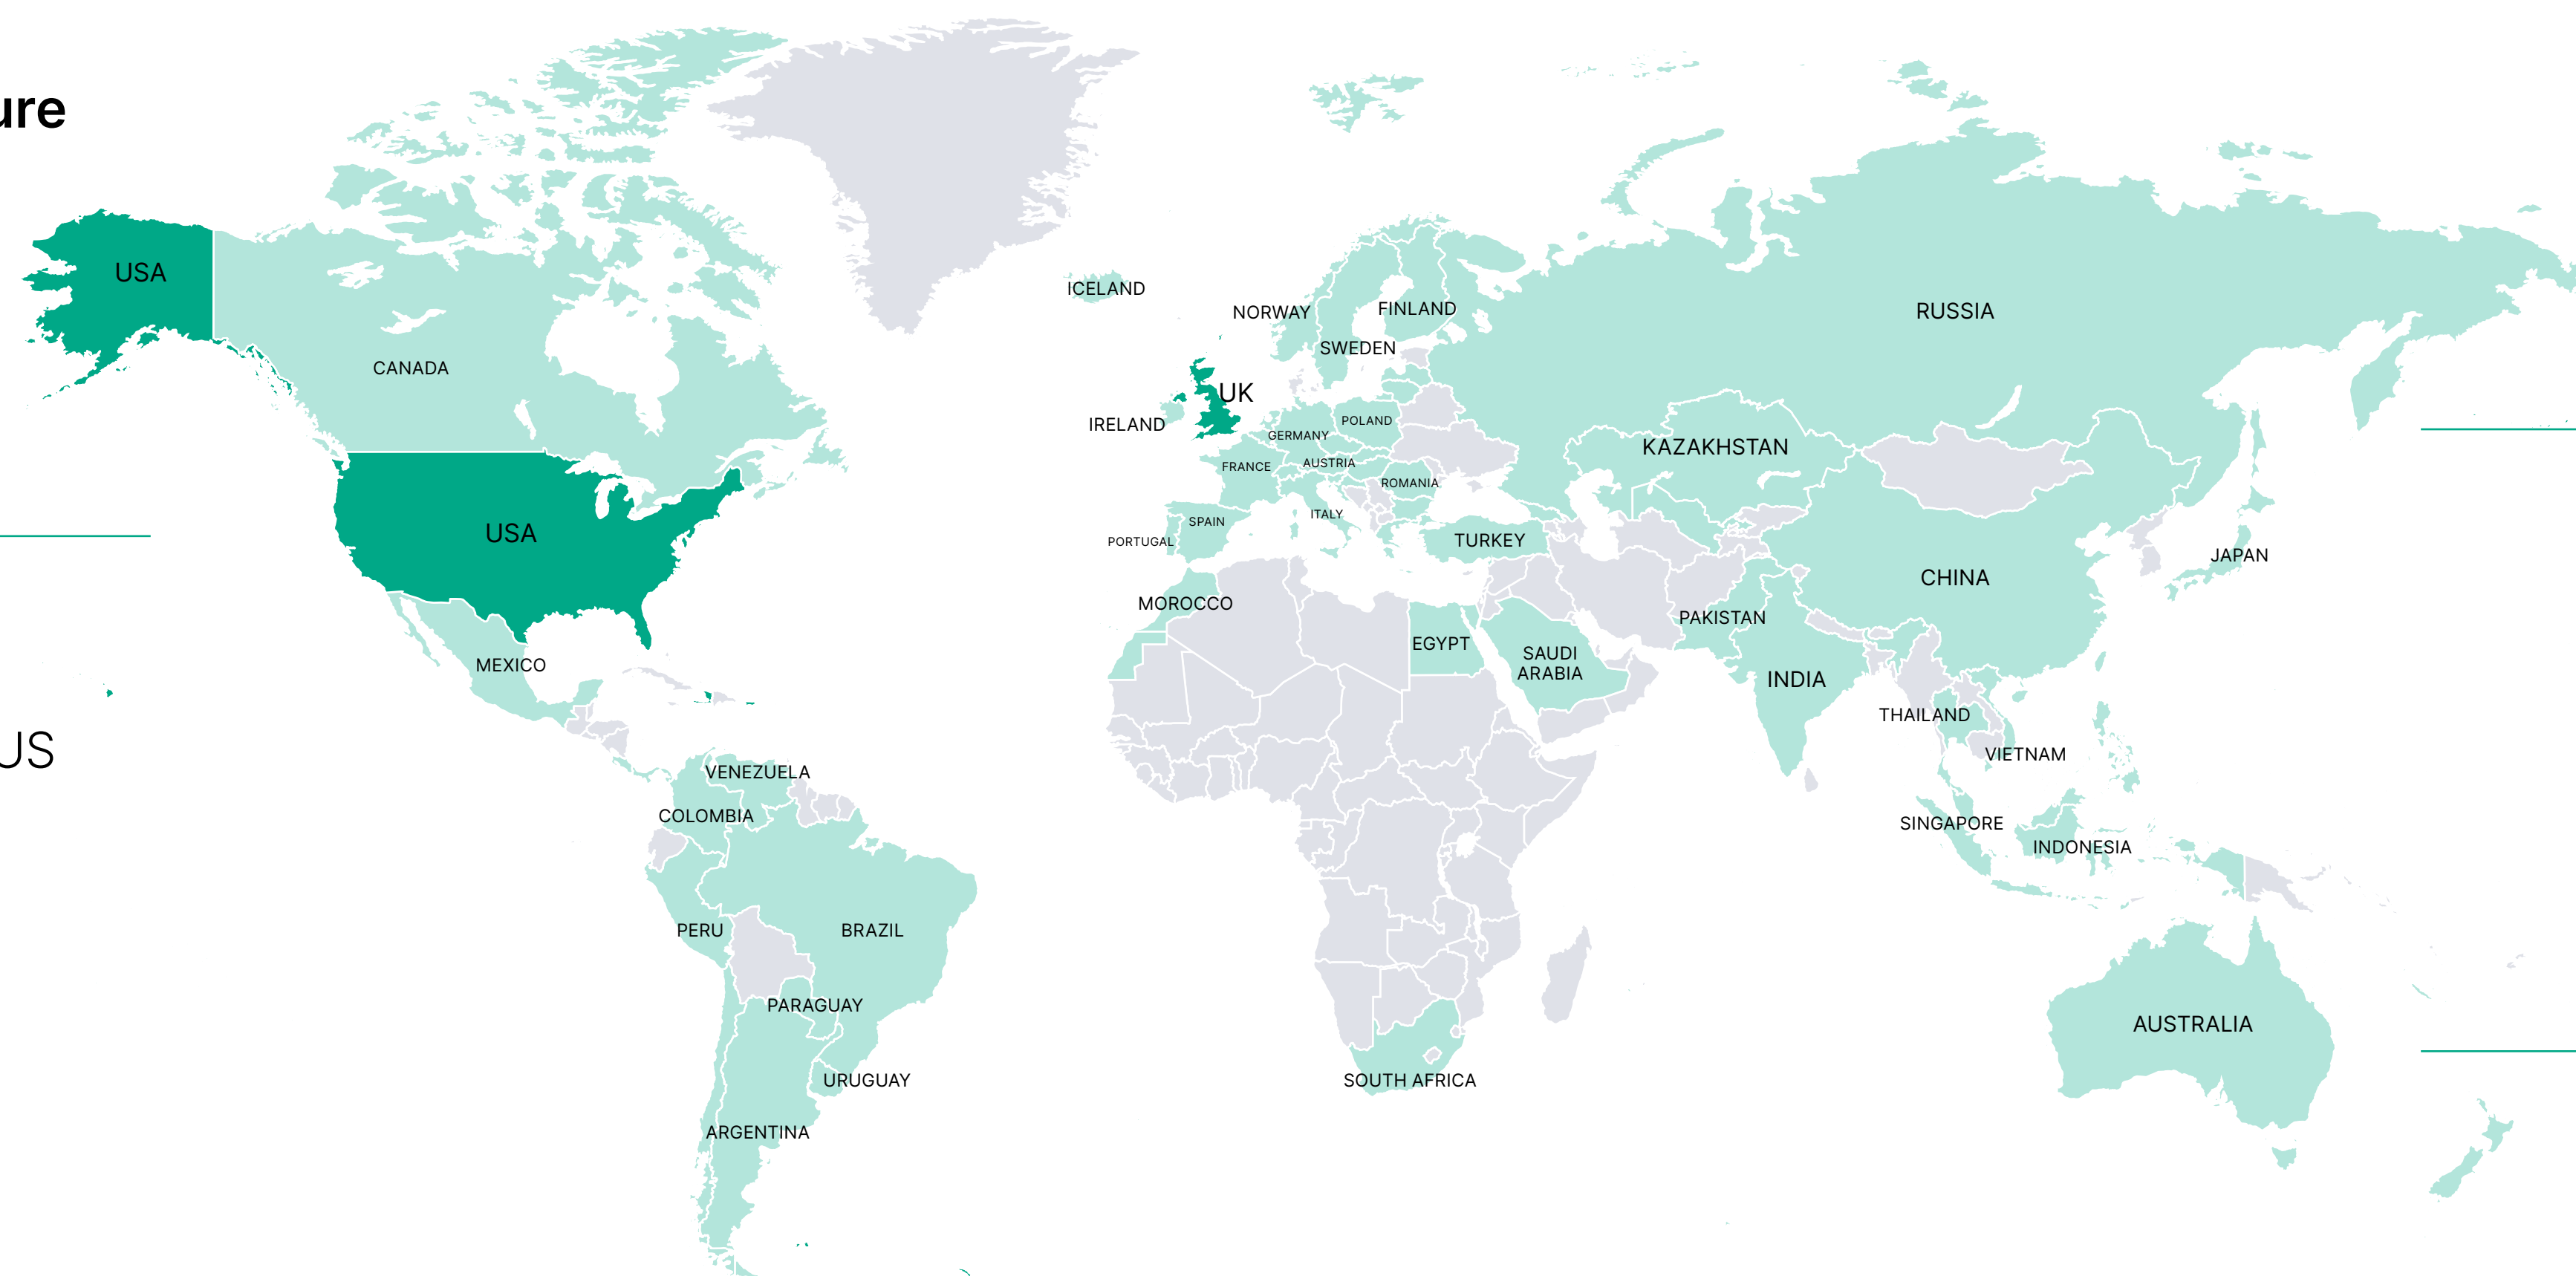 ure
USA
ICELAND
NORWAY
FINLAND
RUSSIA
SWEDEN
CANADA
UK
IRELAND
POLAND
GERMANY
KAZAKHSTAN
FRANCE
AUSTRIA
ROMANIA
ITALY
SPAIN
USA
PORTUGAL
TURKEY
JAPAN
CHINA
MOROCCO
PAKISTAN
EGYPT
SAUDI
ARABIA
MEXICO
INDIA
THAILAND
US
VIETNAM
VENEZUELA
COLOMBIA
SINGAPORE
INDONESIA
PERU
BRAZIL
PARAGUAY
AUSTRALIA
URUGUAY
SOUTH AFRICA
ARGENTINA